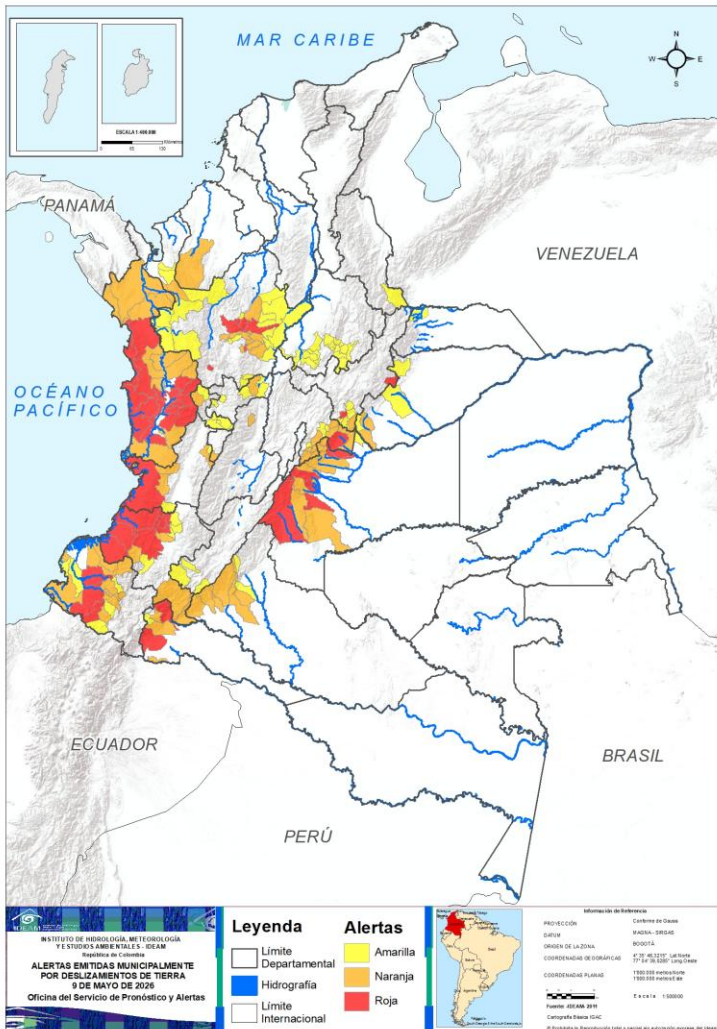 MAR CARIBE
N
W
E
S
ESCALA 1:400.000
PANAMÁ
VENEZUELA
OCÉANO
PACÍFICO
ECUADOR
BRASIL
PERÚ
IDEAM
INSTITUTO DE HIDROLOGÍA, METEOROLOGÍA
Y ESTUDIOS AMBIENTALES - IDEAM
República de Colombia
ALERTAS EMITIDAS MUNICIPALMENTE
POR DESLIZAMIENTOS DE TIERRA
9 DE MAYO DE 2026
Oficina del Servicio de Pronóstico y Alertas
Leyenda
Límite
Departamental
Hidrografía
Límite
Internacional
Alertas
Amarilla
Naranja
Roja
Información de Referencia
PROYECCIÓN Conforme de Gauss
DATUM MAGNA - SIRGAS
ORIGEN DE LA ZONA BOGOTÁ
COORDENADAS GEOGRÁFICAS
COORDENADAS PLANAS
Escala
Cartografía Básica IGAC